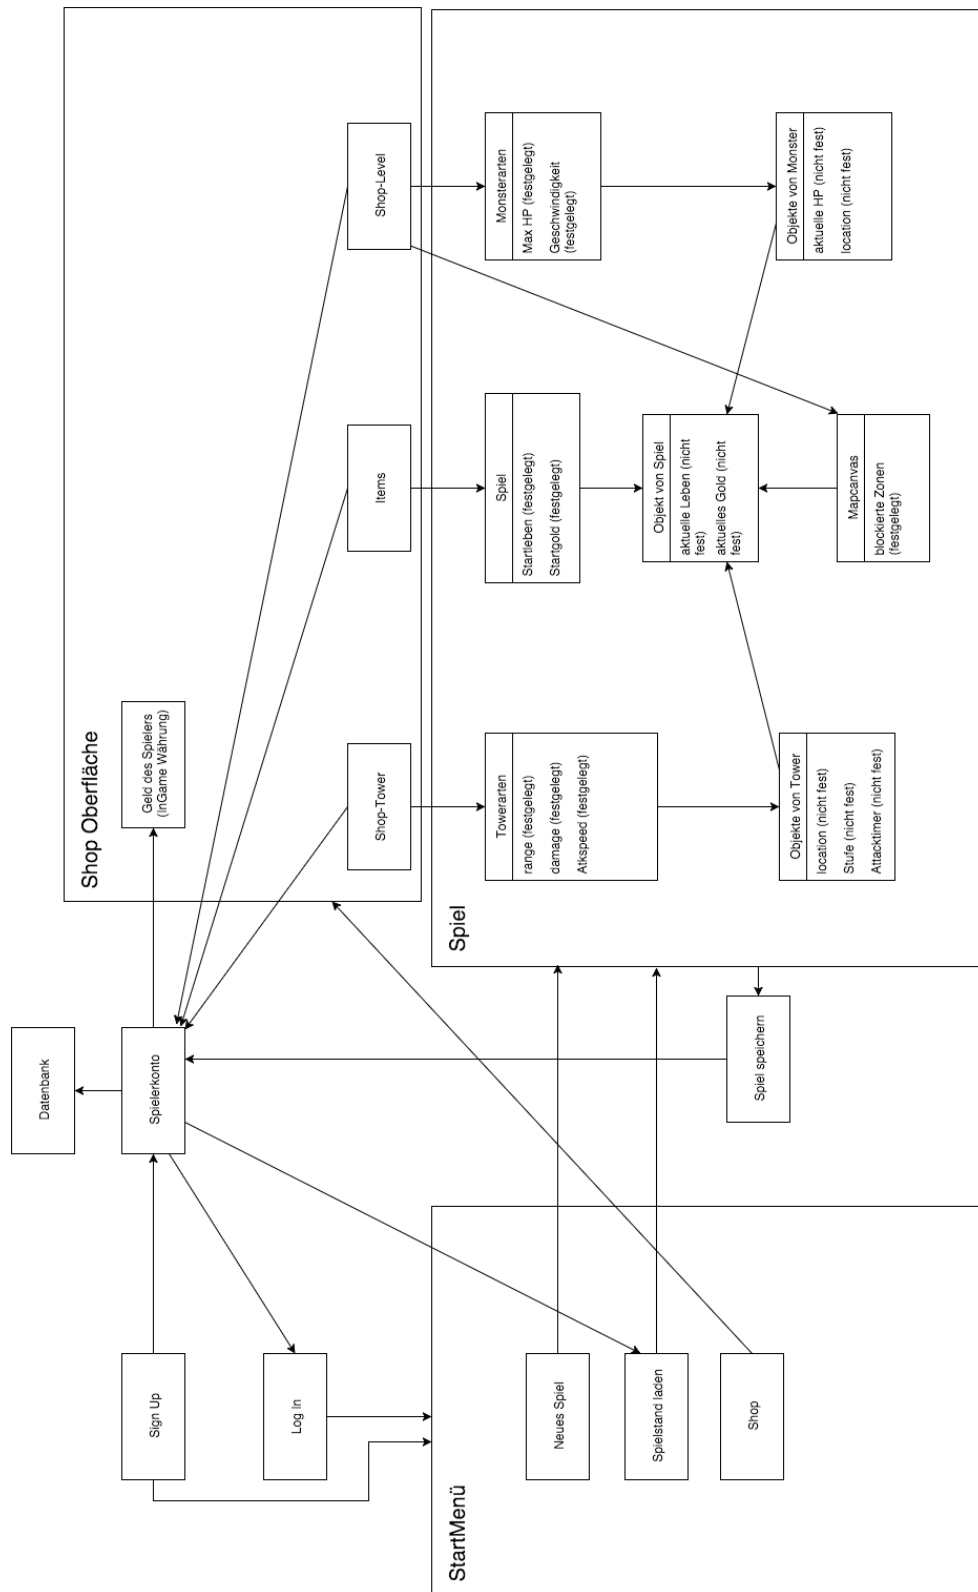 Datenbank
Shop Oberfläche
Sign Up
Spielerkonto
Geld des Spielers
(InGame Währung)
Log In
Shop-Tower
Items
Shop-Level
StartMenü
Neues Spiel
Spielstand laden
Shop
Spiel speichern
Spiel
Towerarten
range (festgelegt)
damage (festgelegt)
Atkspeed (festgelegt)
Spiel
Startleben (festgelegt)
Startgold (festgelegt)
Monsterarten
Max HP (festgelegt)
Geschwindigkeit
(festgelegt)
Objekt von Spiel
aktuelle Leben (nicht
fest)
aktuelles Gold (nicht
fest)
Objekte von Tower
location (nicht fest)
Stufe (nicht fest)
Attacktimer (nicht fest)
Mapcanvas
blockierte Zonen
(festgelegt)
Objekte von Monster
aktuelle HP (nicht fest)
location (nicht fest)